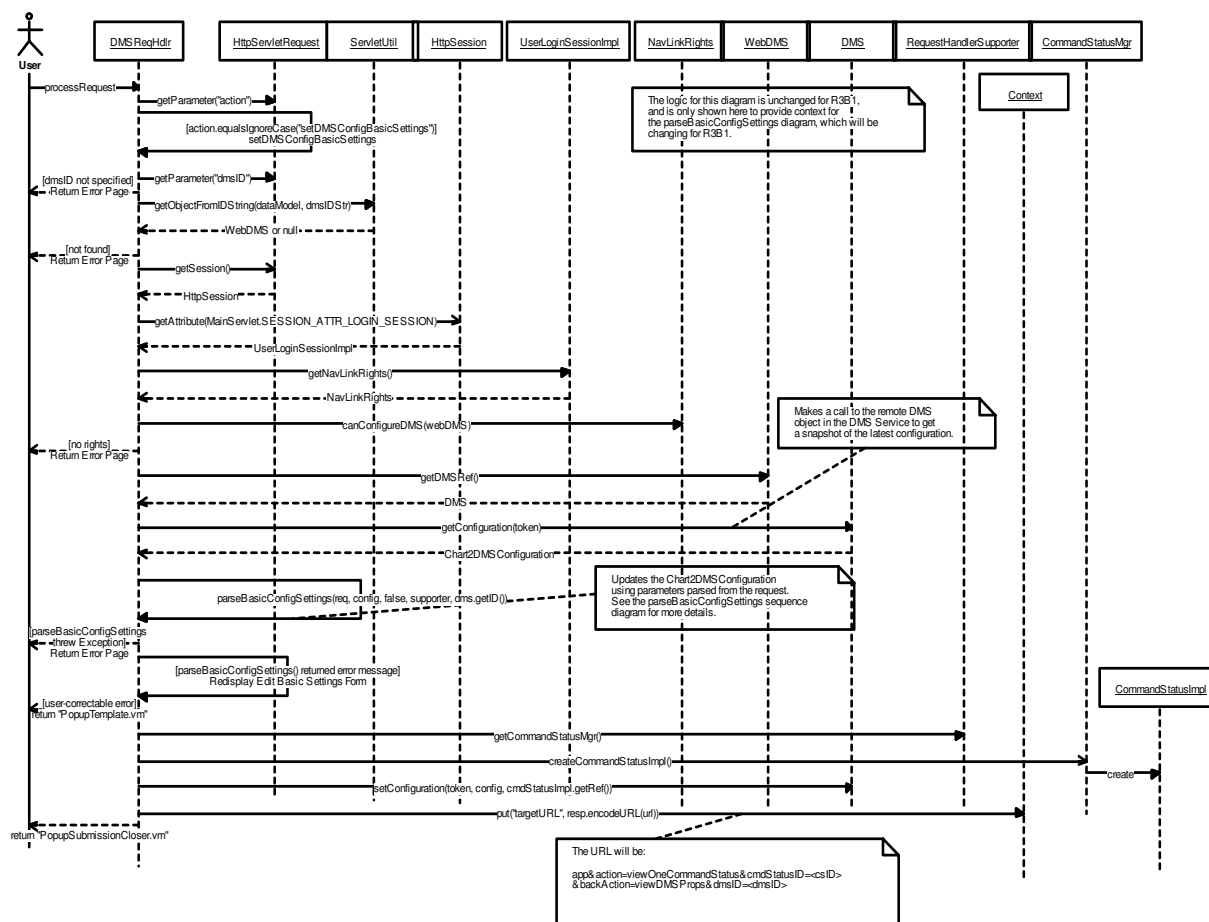 User
DMSReqHdlr
HttpServletRequest
ServletUtil
HttpSession
UserLoginSessionImpl
NavLinkRights
WebDMS
DMS
RequestHandlerSupporter
CommandStatusMgr
Context
processRequest
getParameter("action")
The logic for this diagram is unchanged for R3B1,
and is only shown here to provide context for
the parseBasicConfigSettings diagram, which will be
changing for R3B1.
[action.equalsIgnoreCase("setDMSConfigBasicSettings")]
setDMSConfigBasicSettings
getParameter("dmsID")
[dmsID not specified]
Return Error Page
getObjectFromIDString(dataModel, dmsIDStr)
WebDMS or null
[not found]
Return Error Page
getSession()
HttpSession
getAttribute(MainServlet.SESSION_ATTR_LOGIN_SESSION)
UserLoginSessionImpl
getNavLinkRights()
NavLinkRights
Makes a call to the remote DMS
object in the DMS Service to get
a snapshot of the latest configuration.
canConfigureDMS(webDMS)
[no rights]
Return Error Page
getDMSRef()
DMS
getConfiguration(token)
Chart2DMSConfiguration
Updates the Chart2DMSConfiguration
using parameters parsed from the request.
See the parseBasicConfigSettings sequence
diagram for more details.
parseBasicConfigSettings(req, config, false, supporter, dms.getID())
[parseBasicConfigSettings
threw Exception]
Return Error Page
[parseBasicConfigSettings() returned error message]
Redisplay Edit Basic Settings Form
CommandStatusImpl
[user-correctable error]
return "PopupTemplate.vm"
getCommandStatusMgr()
createCommandStatusImpl()
create
setConfiguration(token, config, cmdStatusImpl.getRef())
put("targetURL", resp.encodeURL(url))
return "PopupSubmissionCloser.vm"
The URL will be:
app&action=viewOneCommandStatus&cmdStatusID=<csID>
&backAction=viewDMSProps&dmsID=<dmsID>